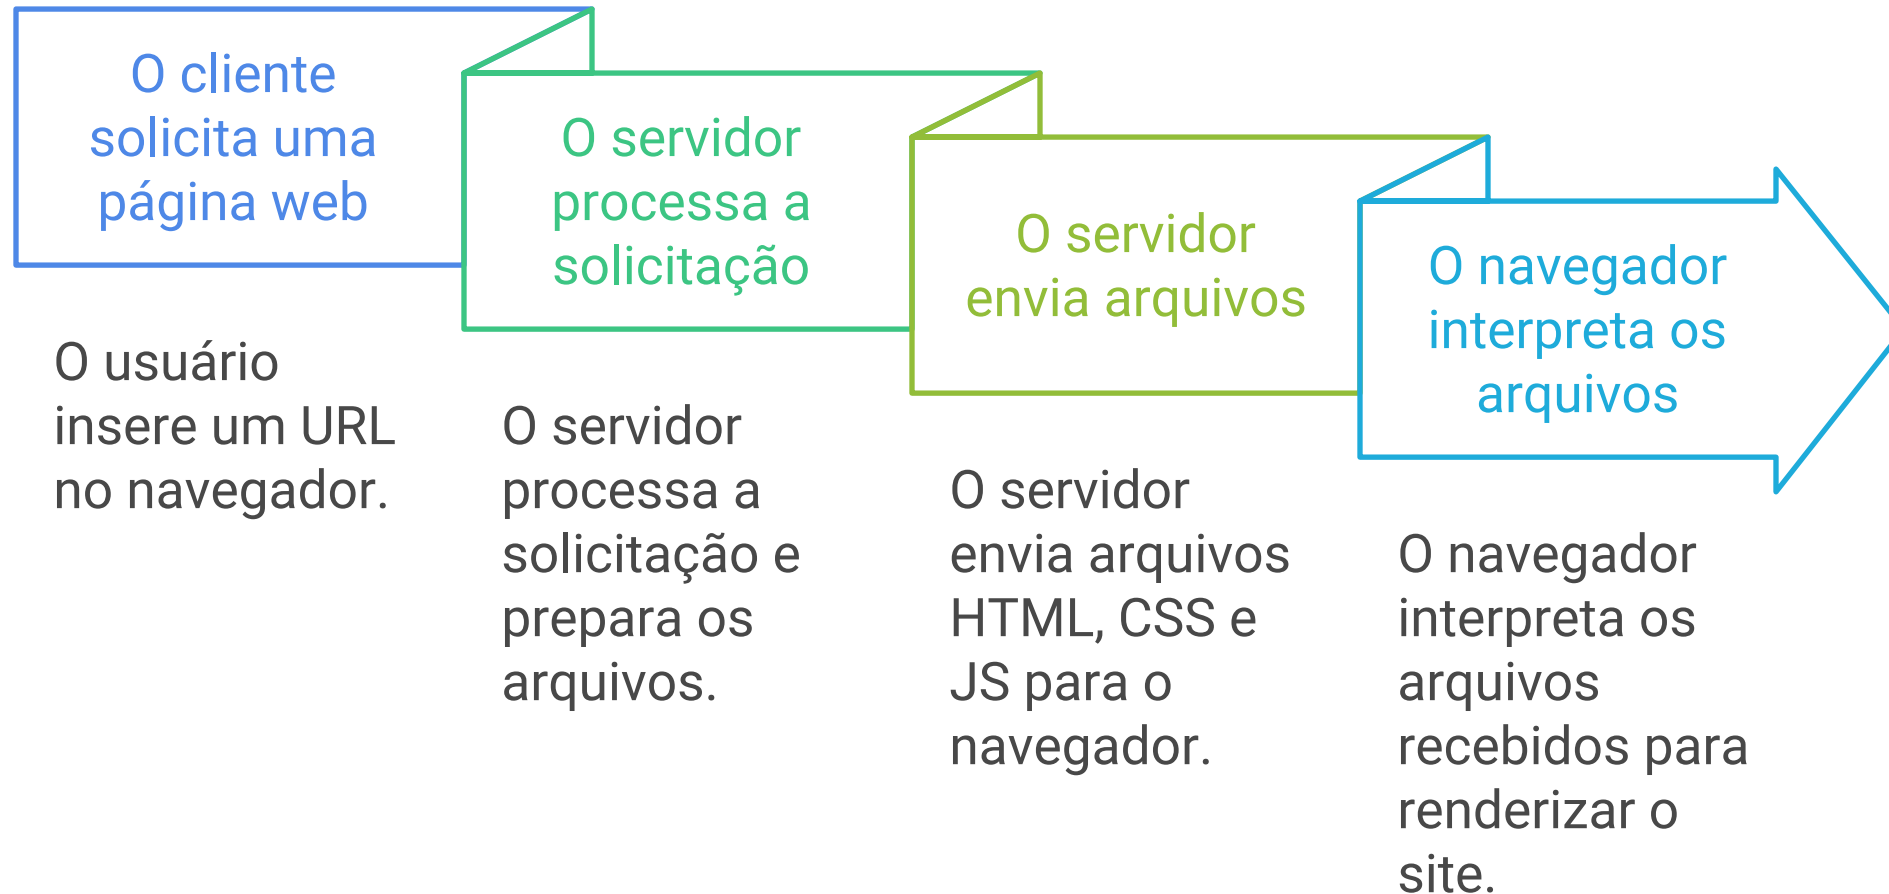 O cliente
solicita uma
página web
O usuário
insere um URL
no navegador.
O servidor
processa a
solicitação
O servidor
processa a
solicitação e
prepara os
arquivos.
O servidor
envia arquivos
O servidor
envia arquivos
HTML, CSS e
JS para o
navegador.
O navegador
interpreta os
arquivos
O navegador
interpreta os
arquivos
recebidos para
renderizar o
site.